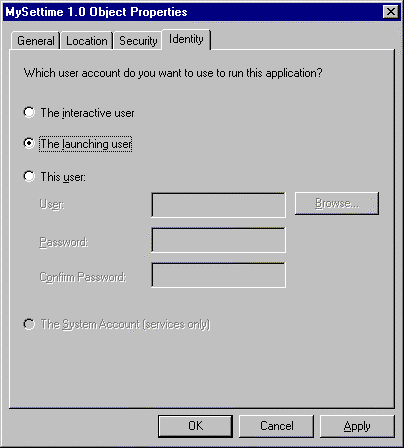 MySettime 1.0 Object Properties
General Location Security Identity
Which user account do you want to use to run this application?
The interactive user
The launching user
This user:
User:
Browse...
Password:
Confirm Password:
The System Account (services only)
OK Cancel Apply